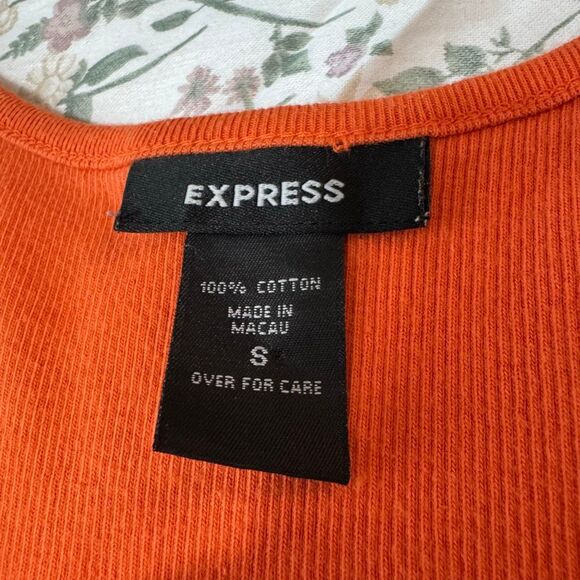 EXPRESS
100% COTTON
MADE IN
MACAU
S
OVER FOR CARE